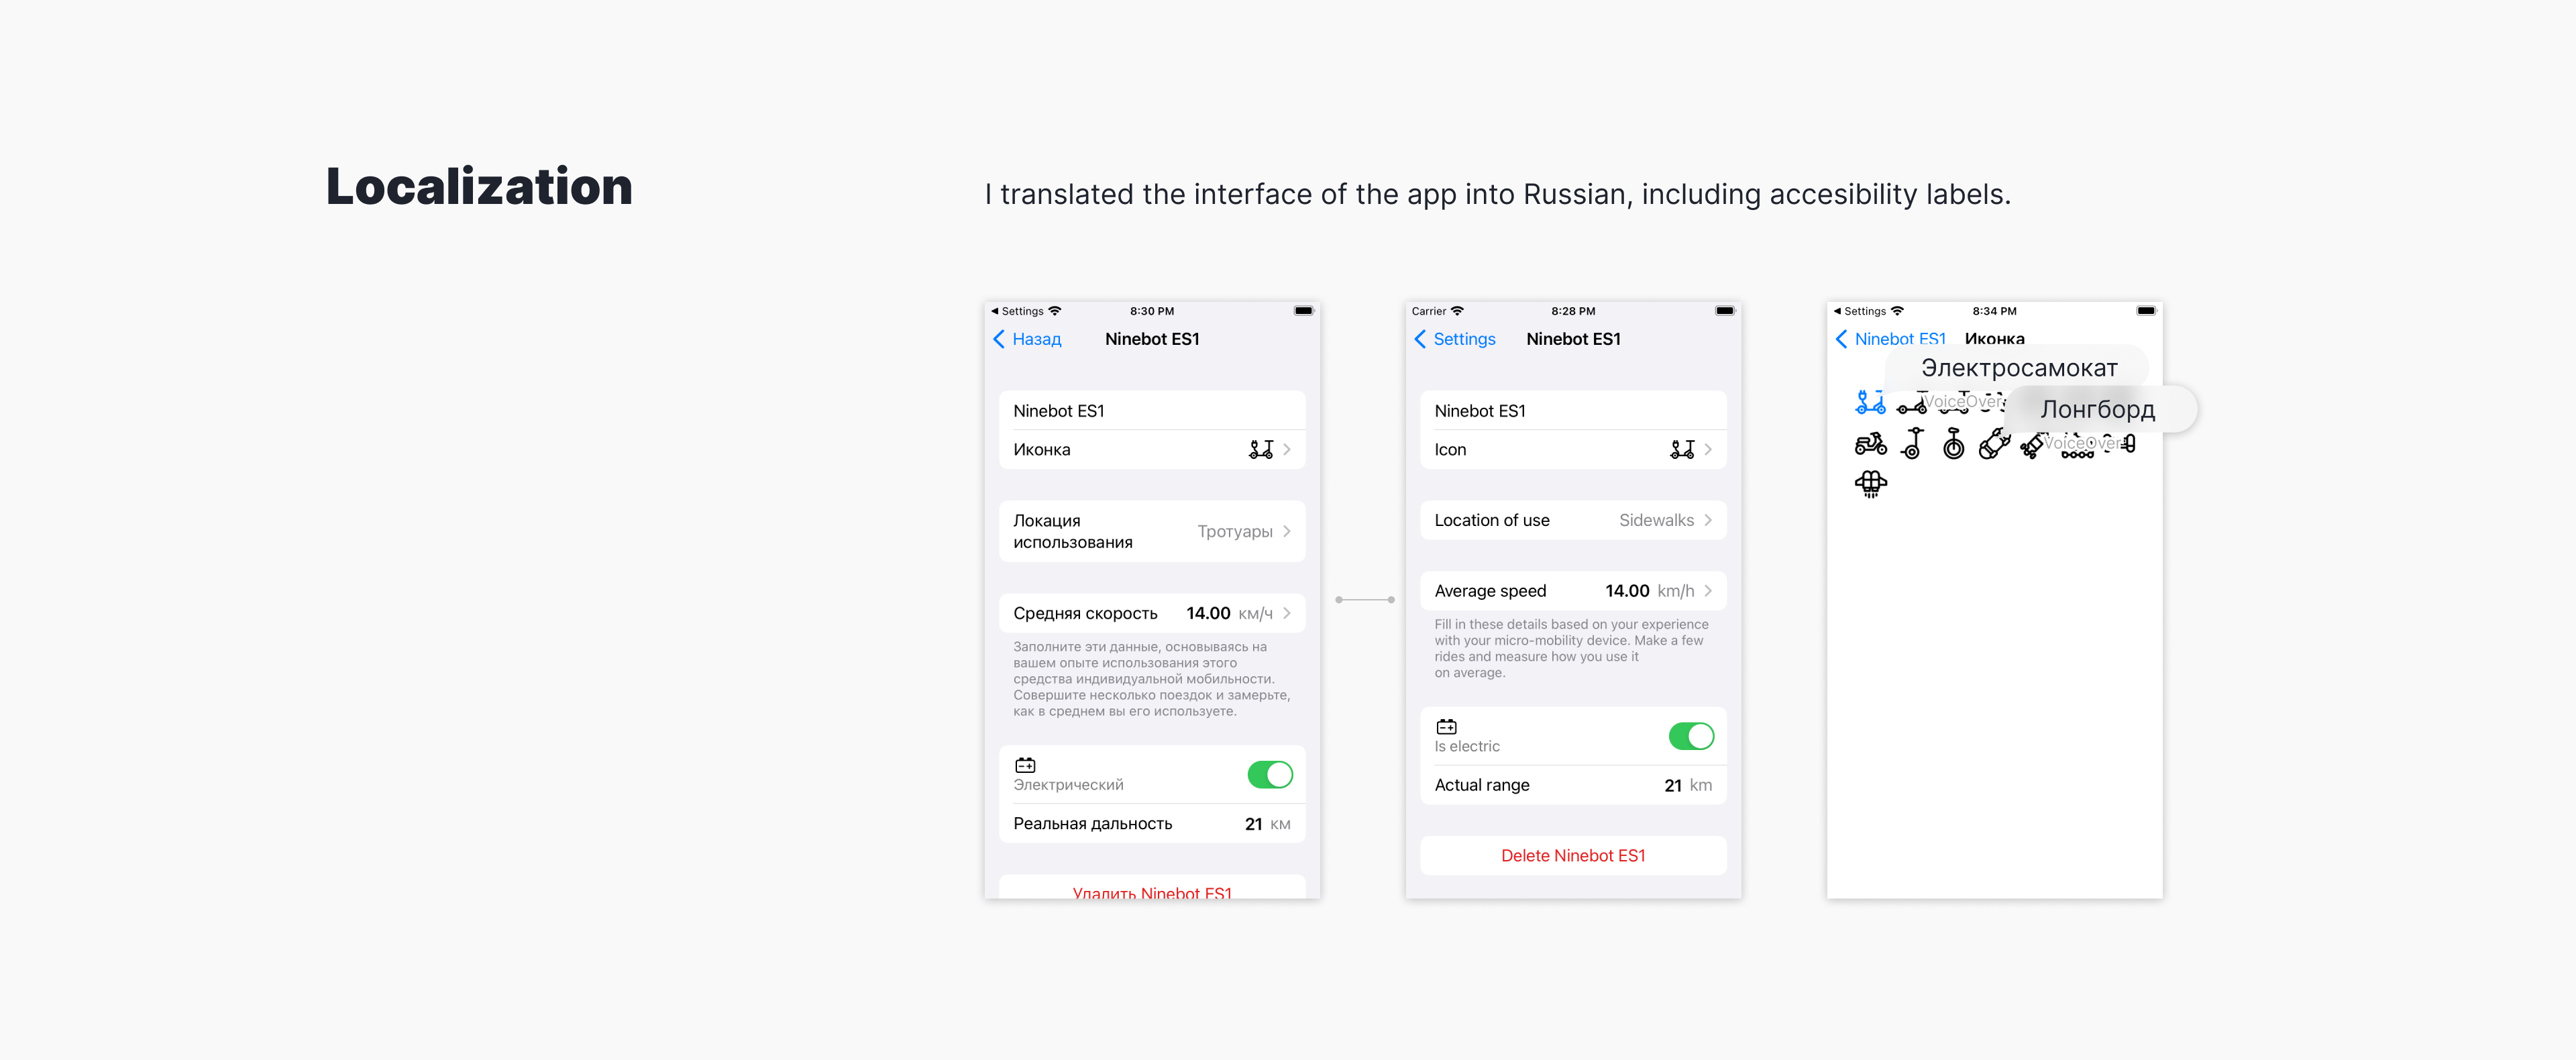 Localization
I translated the interface of the app into Russian, including accesibility labels.
Settings 8:30 PM
Назад Ninebot ES1
Ninebot ES1
Иконка
Локация
использования
Тротуары
Средняя скорость 14.00 км/ч
Заполните эти данные, основываясь на
вашем опыте использования этого
средства индивидуальной мобильности.
Совершите несколько поездок и замерьте,
как в среднем вы его используете.
Электрический
Реальная дальность 21 км
Удалить Ninebot ES1
Carrier 8:28 PM
Settings Ninebot ES1
Ninebot ES1
Icon
Location of use Sidewalks
Average speed 14.00 km/h
Fill in these details based on your experience
with your micro-mobility device. Make a few
rides and measure how you use it
on average.
Is electric
Actual range 21 km
Delete Ninebot ES1
Settings 8:34 PM
Ninebot ES1 Иконка
Электросамокат
VoiceOver
Лонгборд
VoiceOver